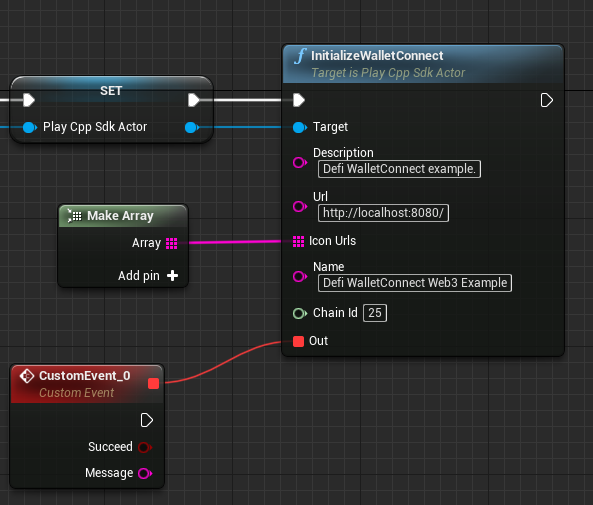 SET
Play Cpp Sdk Actor
InitializeWalletConnect
Target is Play Cpp Sdk Actor
Target
Description
Defi WalletConnect example.
Url
http://localhost:8080/
Icon Urls
Name
Defi WalletConnect Web3 Example
Chain Id 25
Out
Make Array
Array
Add pin
CustomEvent_0
Custom Event
Succeed
Message